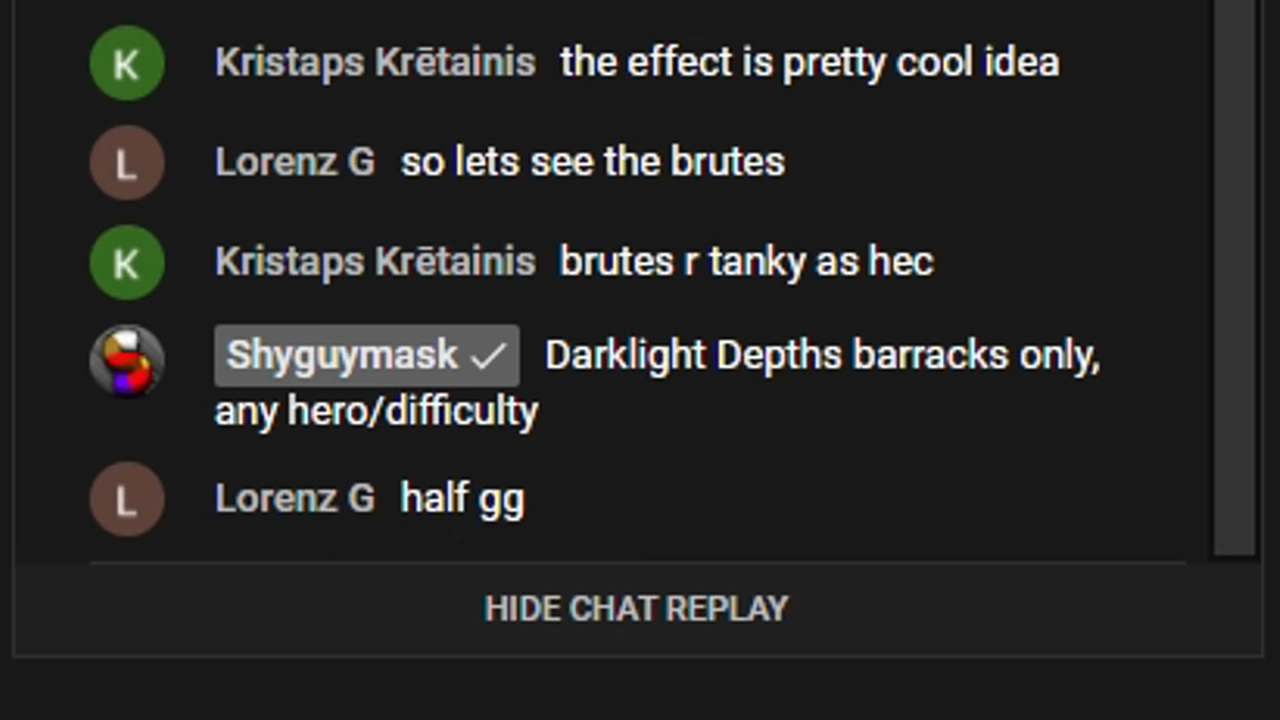 K Kristaps Krētainis the effect is pretty cool idea
L Lorenz G so lets see the brutes
K Kristaps Krētainis brutes r tanky as hec
Shyguymask Darklight Depths barracks only,
any hero/difficulty
L Lorenz G half gg
HIDE CHAT REPLAY